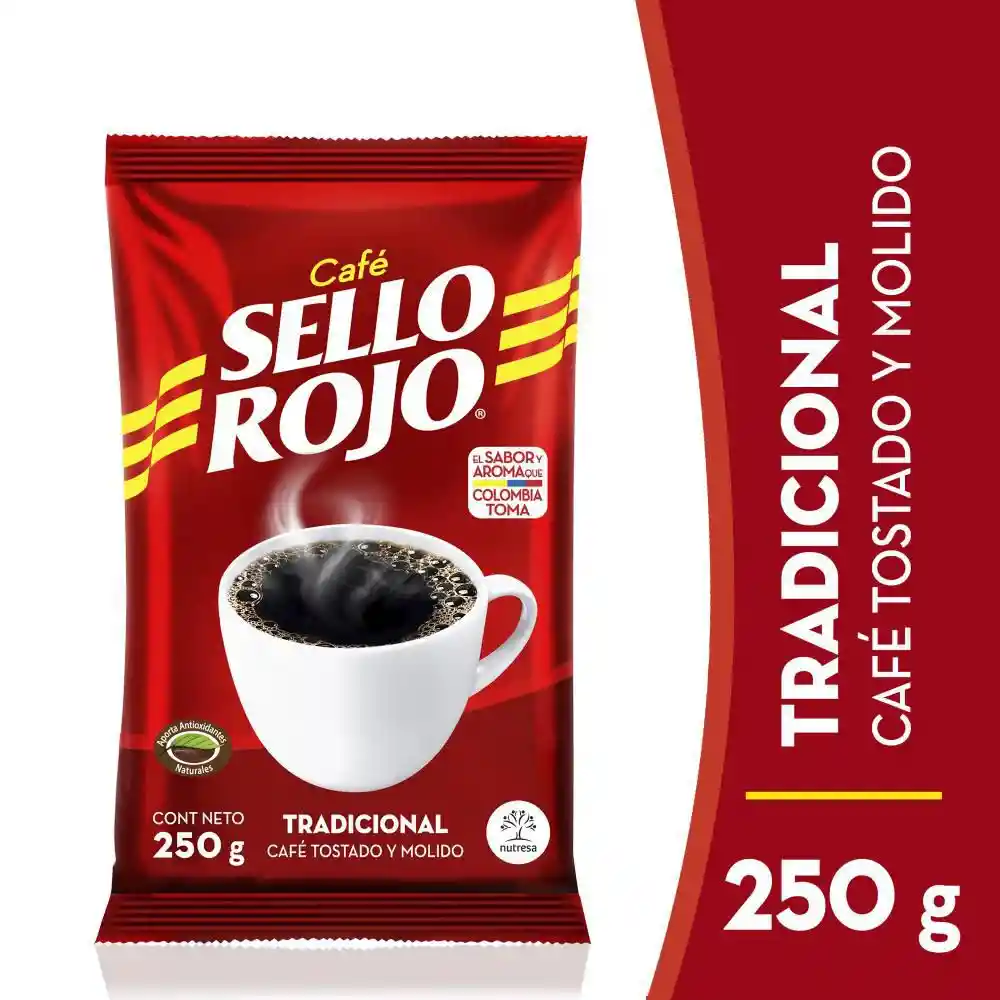 Café
SELLO
ROJO®
EL SABOR Y
AROMA QUE
COLOMBIA
TOMA
Aporta Antioxidantes
Naturales
CONT NETO
250 g
TRADICIONAL
CAFÉ TOSTADO Y MOLIDO
nutresa
TRADICIONAL
CAFÉ TOSTADO Y MOLIDO
250 g